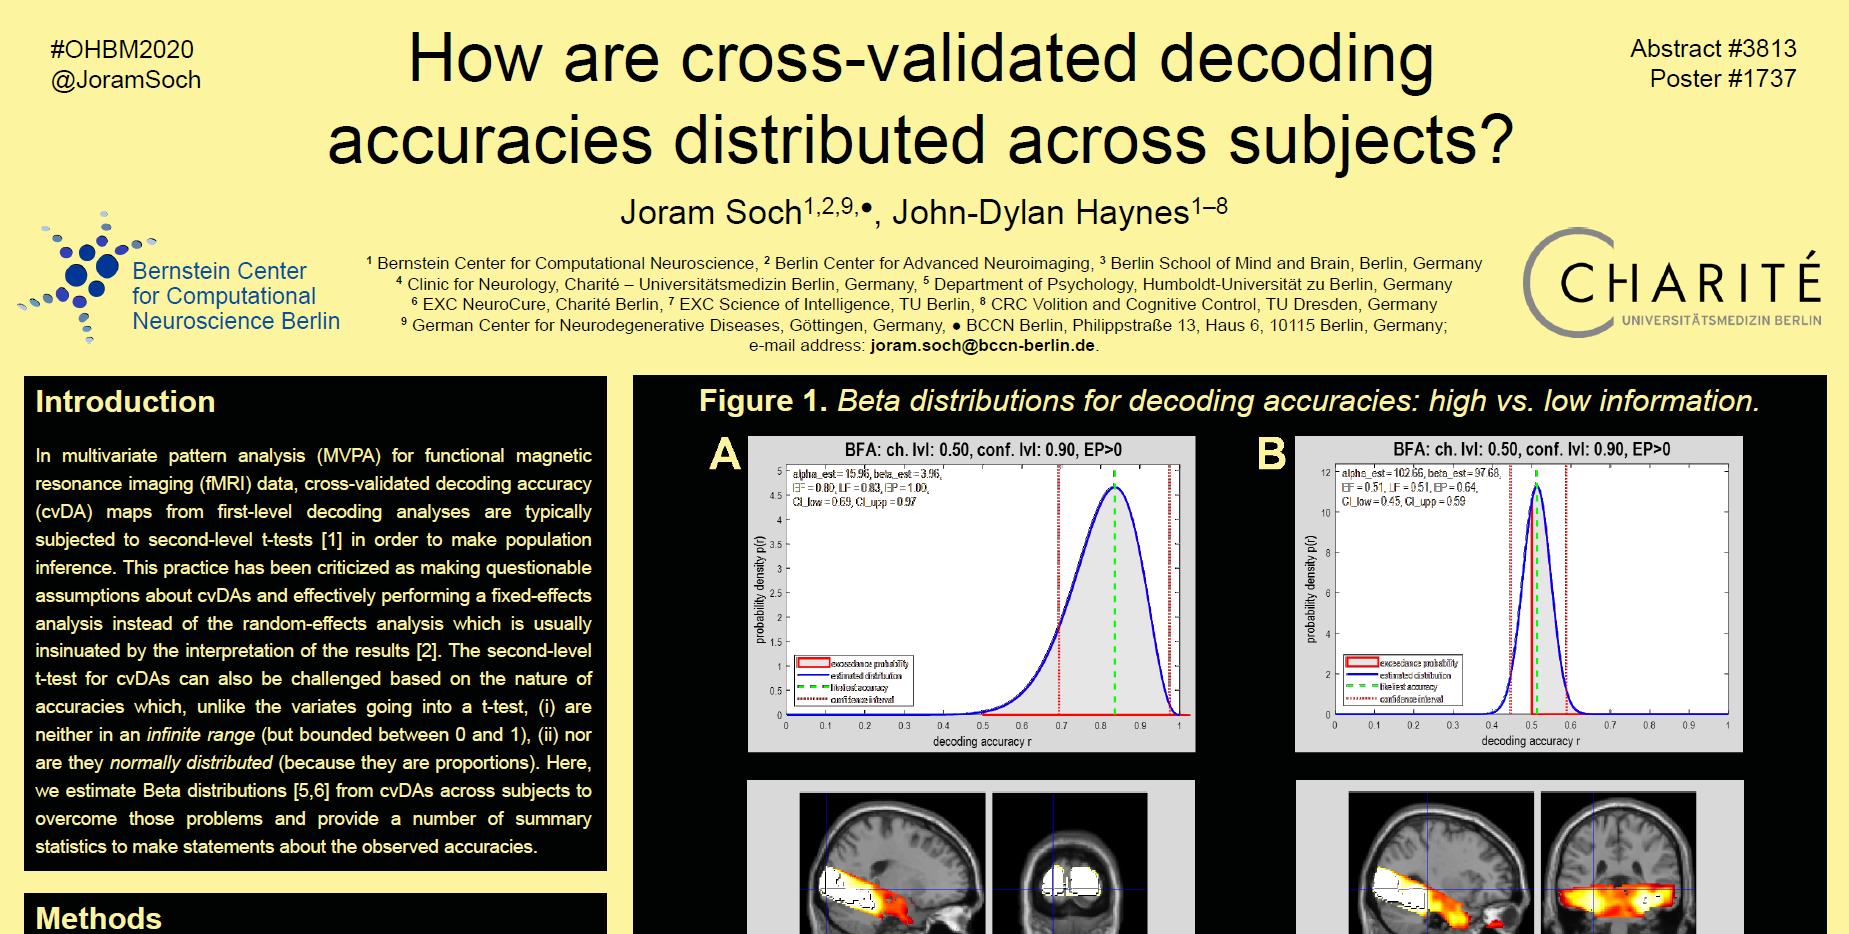 #OHBM2020
@JoramSoch
How are cross-validated decoding
accuracies distributed across subjects?
Abstract #3813
Poster #1737
Joram Soch1,2,9,●, John-Dylan Haynes1–8
Bernstein Center
for Computational
Neuroscience Berlin
1 Bernstein Center for Computational Neuroscience, 2 Berlin Center for Advanced Neuroimaging, 3 Berlin School of Mind and Brain, Berlin, Germany
4 Clinic for Neurology, Charité – Universitätsmedizin Berlin, Germany, 5 Department of Psychology, Humboldt-Universität zu Berlin, Germany
6 EXC NeuroCure, Charité Berlin, 7 EXC Science of Intelligence, TU Berlin, 8 CRC Volition and Cognitive Control, TU Dresden, Germany
9 German Center for Neurodegenerative Diseases, Göttingen, Germany, ● BCCN Berlin, Philippstraße 13, Haus 6, 10115 Berlin, Germany;
e-mail address: joram.soch@bccn-berlin.de.
CHARITÉ
UNIVERSITÄTSMEDIZIN BERLIN
Introduction
In multivariate pattern analysis (MVPA) for functional magnetic
resonance imaging (fMRI) data, cross-validated decoding accuracy
(cvDA) maps from first-level decoding analyses are typically
subjected to second-level t-tests [1] in order to make population
inference. This practice has been criticized as making questionable
assumptions about cvDAs and effectively performing a fixed-effects
analysis instead of the random-effects analysis which is usually
insinuated by the interpretation of the results [2]. The second-level
t-test for cvDAs can also be challenged based on the nature of
accuracies which, unlike the variates going into a t-test, (i) are
neither in an infinite range (but bounded between 0 and 1), (ii) nor
are they normally distributed (because they are proportions). Here,
we estimate Beta distributions [5,6] from cvDAs across subjects to
overcome those problems and provide a number of summary
statistics to make statements about the observed accuracies.
Methods
Figure 1. Beta distributions for decoding accuracies: high vs. low information.
A
BFA: ch. lvl: 0.50, conf. lvl: 0.90, EP>0
alpha_est = 15.96, beta_est = 3.96,
EF = 0.80, LF = 0.83, EP = 1.00,
CI_low = 0.69, CI_upp = 0.97
probability density p(r)
5
4.5
4
3.5
3
2.5
2
1.5
1
0.5
0
exceedance probability
estimated distribution
likeliest accuracy
confidence interval
0 0.1 0.2 0.3 0.4 0.5 0.6 0.7 0.8 0.9 1
decoding accuracy r
B
BFA: ch. lvl: 0.50, conf. lvl: 0.90, EP>0
alpha_est = 102.66, beta_est = 97.68,
EF = 0.51, LF = 0.51, EP = 0.64,
CI_low = 0.45, CI_upp = 0.59
probability density p(r)
12
10
8
6
4
2
0
exceedance probability
estimated distribution
likeliest accuracy
confidence interval
0 0.1 0.2 0.3 0.4 0.5 0.6 0.7 0.8 0.9 1
decoding accuracy r